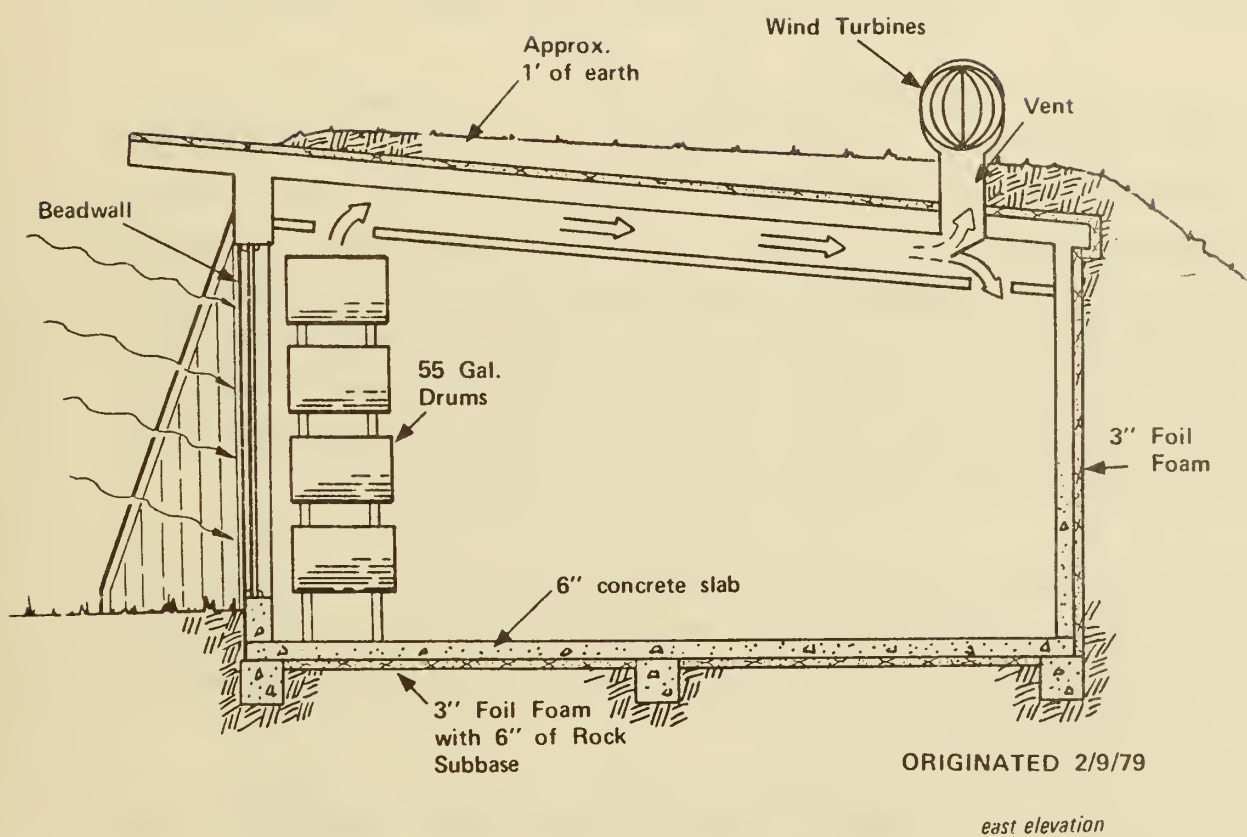 Wind Turbines
Approx.
1' of earth
Vent
Beadwall
55 Gal.
Drums
3" Foil
Foam
6" concrete slab
3" Foil Foam
with 6" of Rock
Subbase
ORIGINATED 2/9/79
east elevation